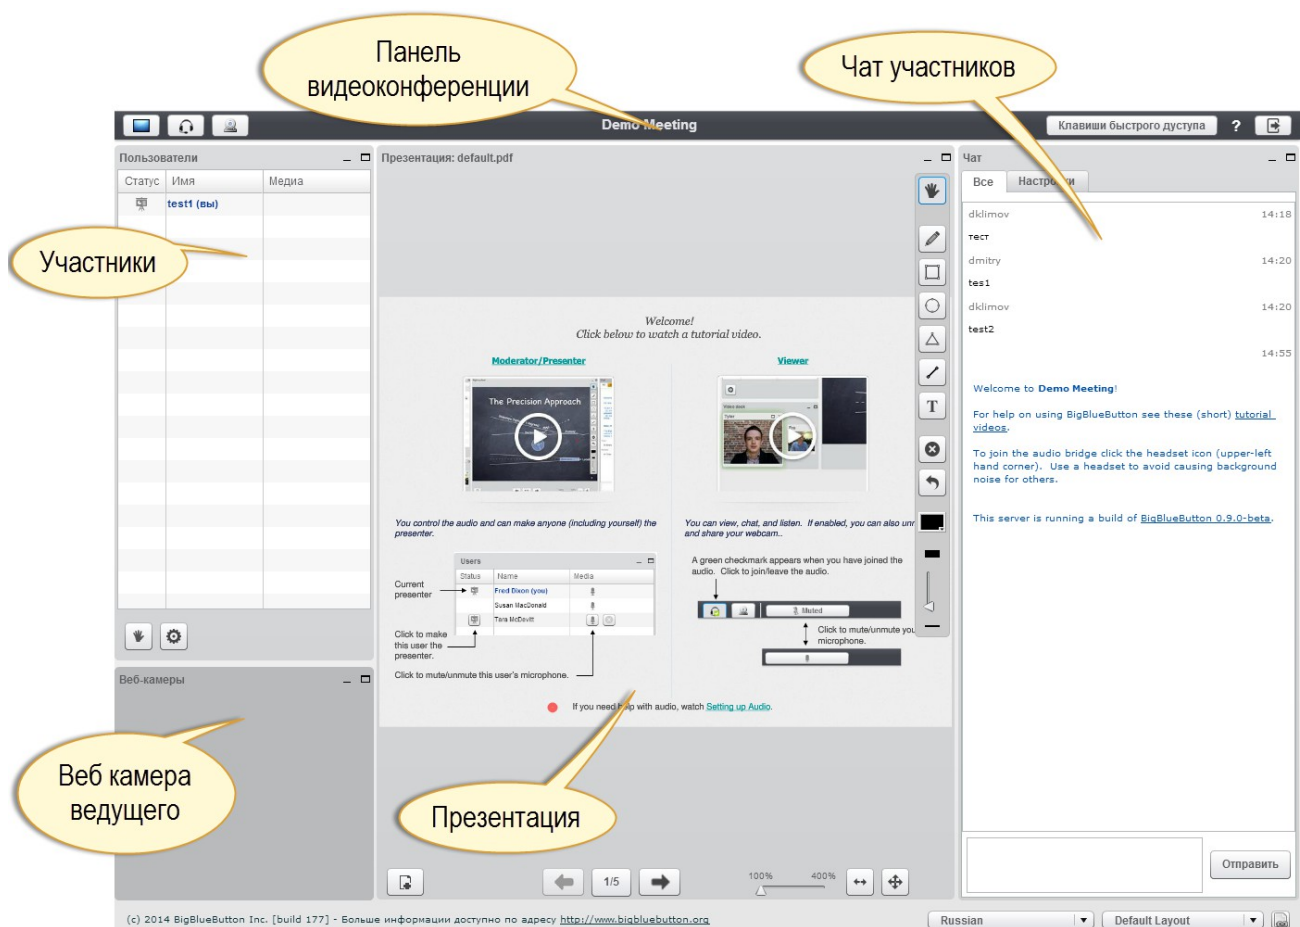 Панель
видеоконференции
Чат участников
Demo Meeting
Клавиши быстрого дуступа
?
Пользователи
Статус Имя Медиа
test1 (вы)
Участники
Веб-камеры
Веб камера
ведущего
Презентация: default.pdf
Welcome!
Click below to watch a tutorial video.
Moderator/Presenter
Viewer
The Precision Approach
You control the audio and can make anyone (including yourself) the
presenter.
You can view, chat, and listen. If enabled, you can also unr
and share your webcam..
Users
Status Name Media
Fred Dixon (you)
Susan MacDonald
Tara McDavitt
Current
presenter
Click to make
this user the
presenter.
Click to mute/unmute this user's microphone.
A green checkmark appears when you have joined the
audio. Click to join/leave the audio.
Muted
Click to mute/unmute you
microphone.
If you need help with audio, watch Setting up Audio.
Презентация
T
1/5
100% 400%
Чат
Все Настройки
dklimov 14:18
тест
dmitry 14:20
tes1
dklimov 14:20
test2
14:55
Welcome to Demo Meeting!
For help on using BigBlueButton see these (short) tutorial
videos.
To join the audio bridge click the headset icon (upper-left
hand corner). Use a headset to avoid causing background
noise for others.
This server is running a build of BigBlueButton 0.9.0-beta.
Отправить
(c) 2014 BigBlueButton Inc. [build 177] - Больше информации доступно по адресу http://www.bigbluebutton.org
Russian
Default Layout